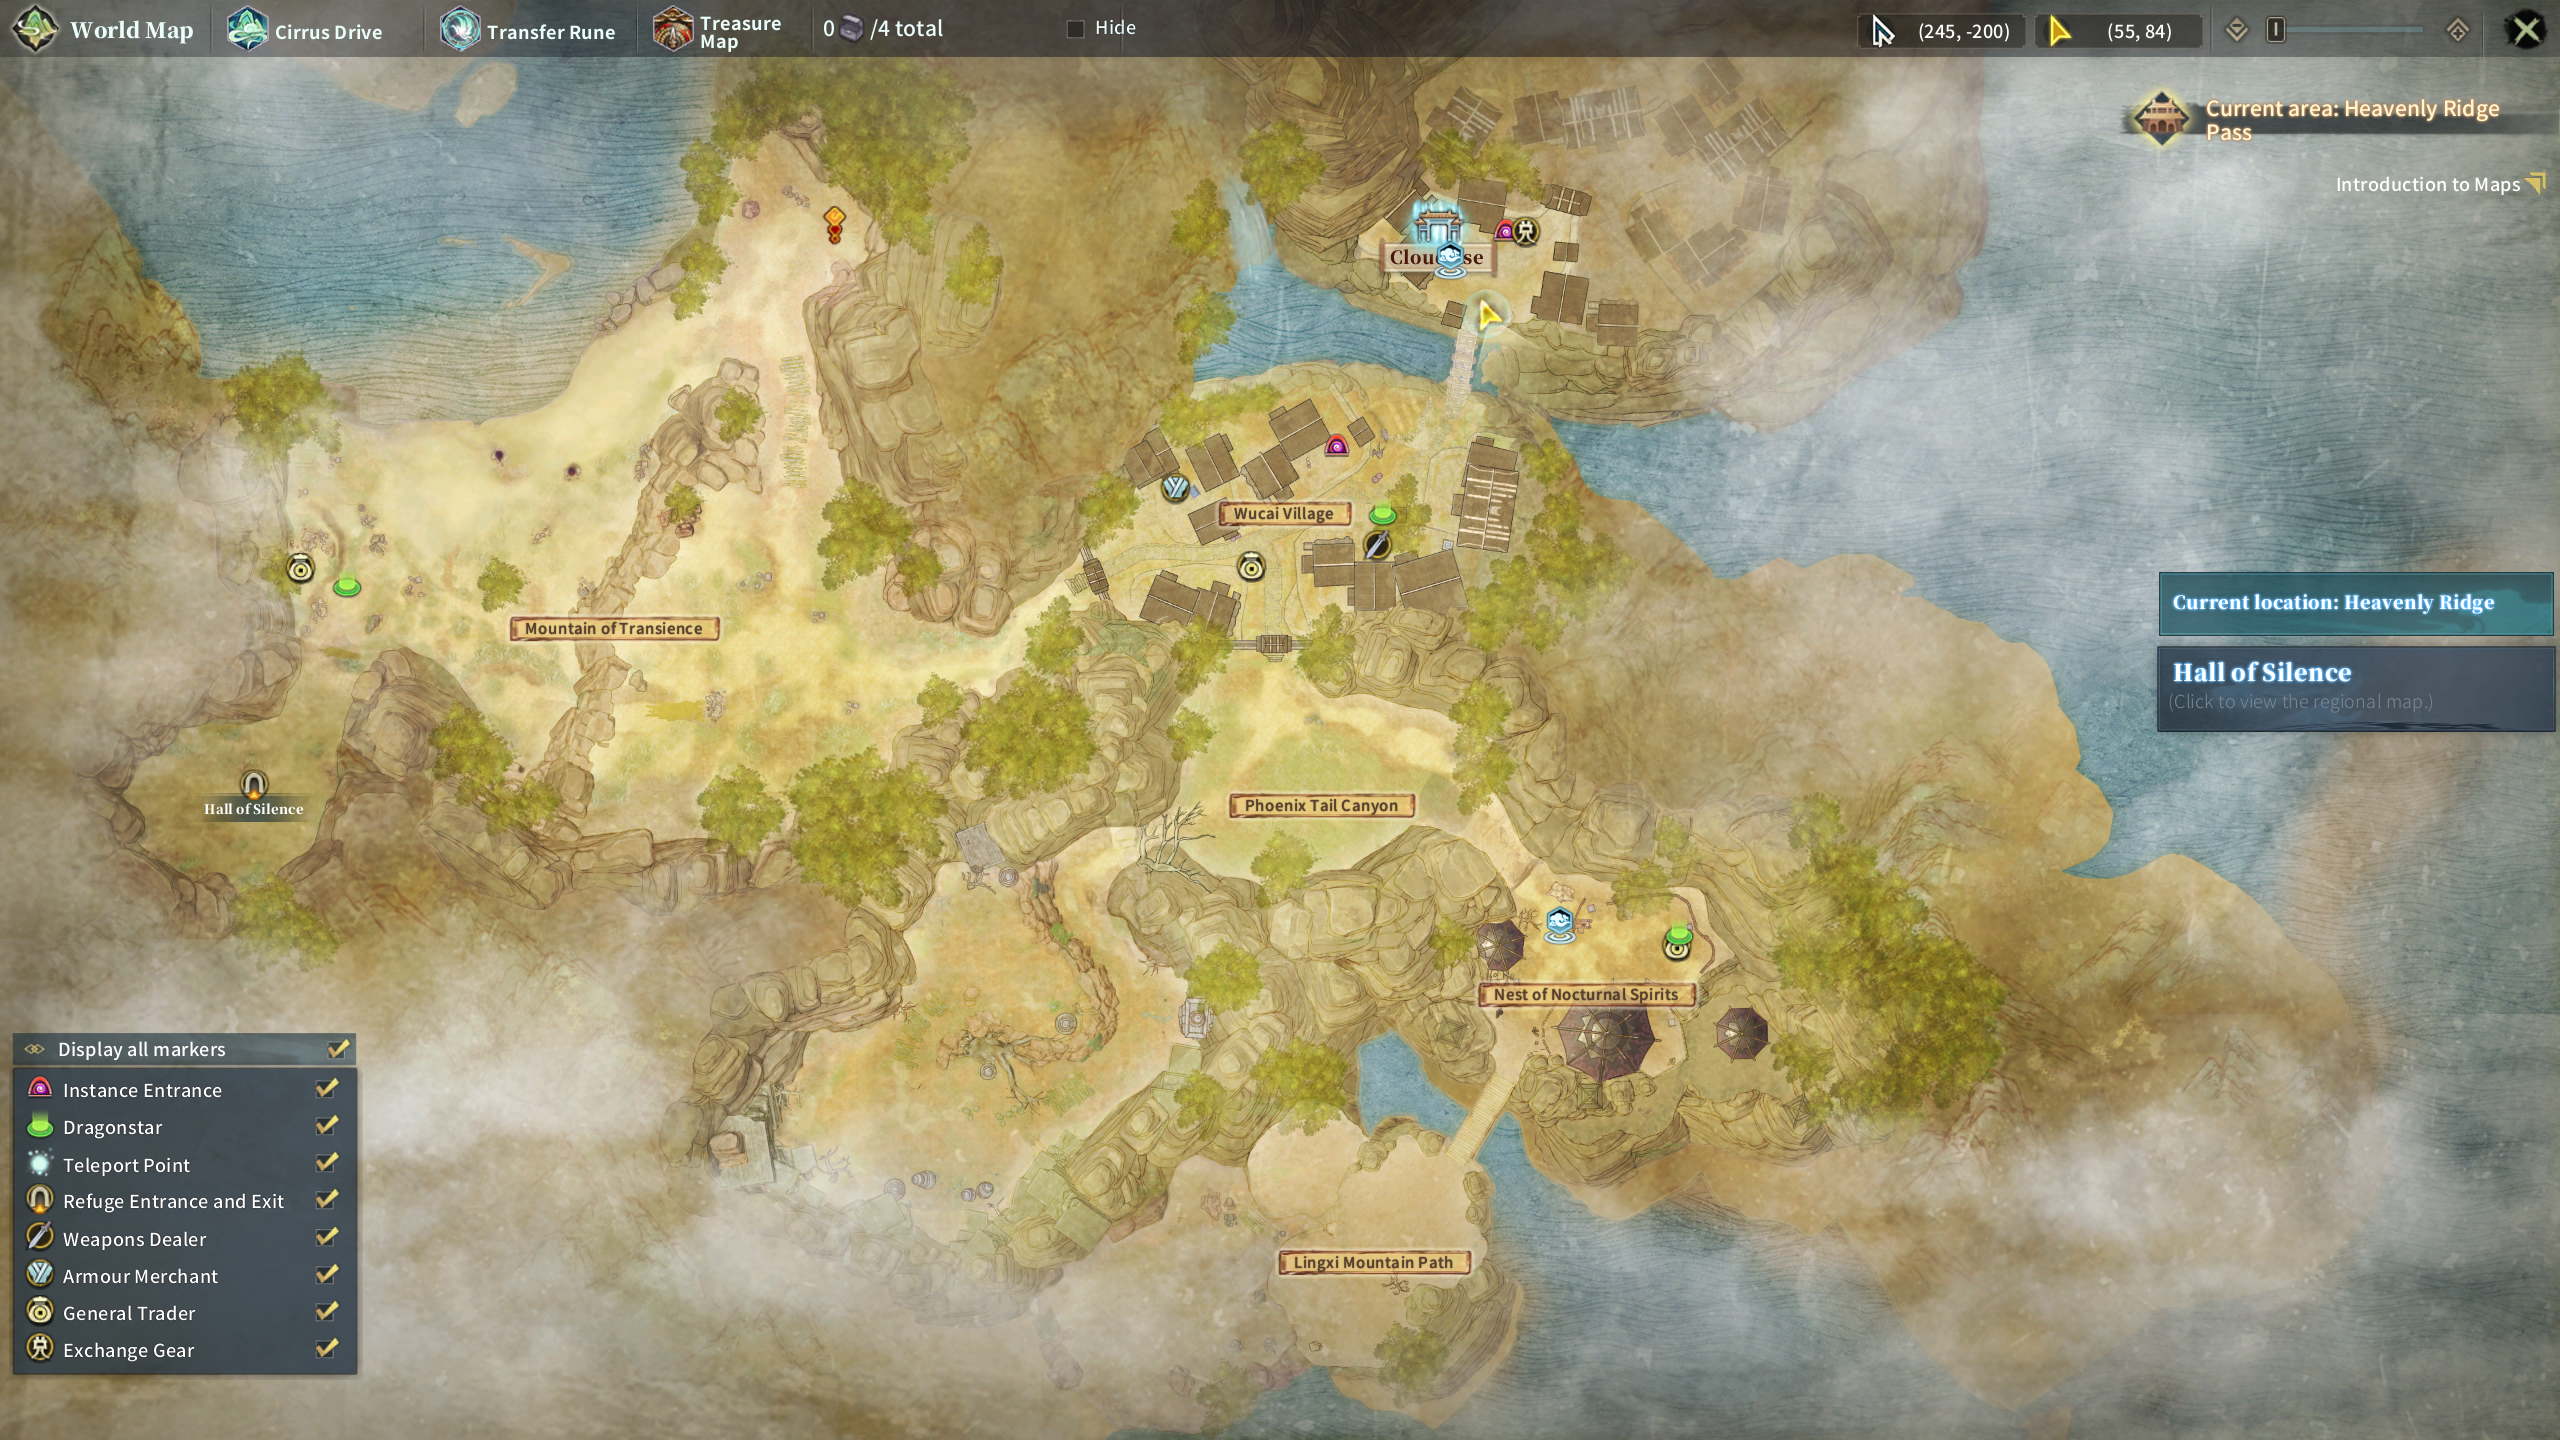 World Map
Cirrus Drive
Transfer Rune
Treasure
Map
0 /4 total
Hide
(245, -200)
(55, 84)
Current area: Heavenly Ridge
Pass
Introduction to Maps
Wucai Village
Mountain of Transience
Current location: Heavenly Ridge
Hall of Silence
(Click to view the regional map.)
Hall of Silence
Phoenix Tail Canyon
Nest of Nocturnal Spirits
Lingxi Mountain Path
Display all markers
Instance Entrance
Dragonstar
Teleport Point
Refuge Entrance and Exit
Weapons Dealer
Armour Merchant
General Trader
Exchange Gear